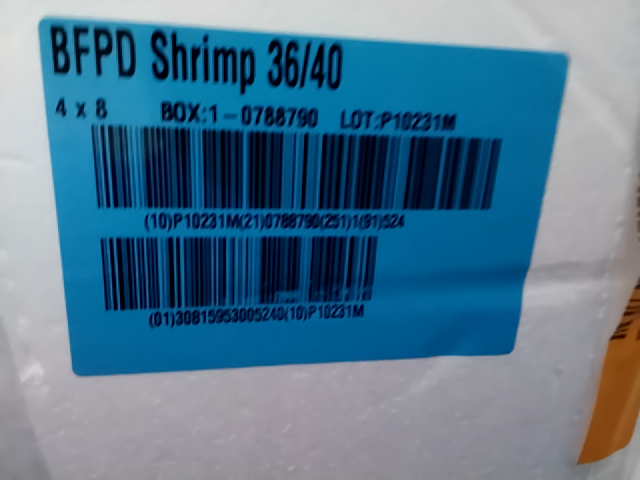 BFPD Shrimp 36/40
4 x 8 BOX:1-0788790 LOT:P10231M
(10)P10231M(21)0788790(251)1(91)524
(01)30815953005240(10)P10231M